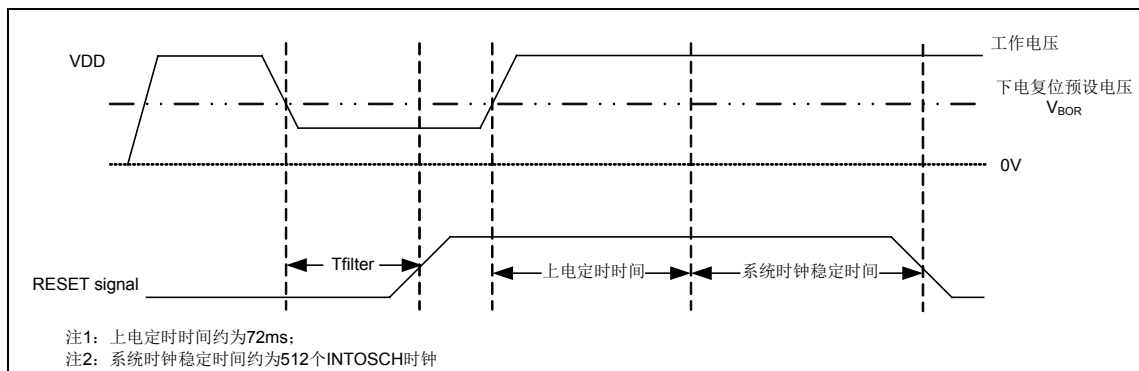 工作电压
VDD
下电复位预设电压
VBOR
0V
Tfilter
上电定时时间
系统时钟稳定时间
RESET signal
注1：上电定时时间约为72ms；
注2：系统时钟稳定时间约为512个INTOSCH时钟